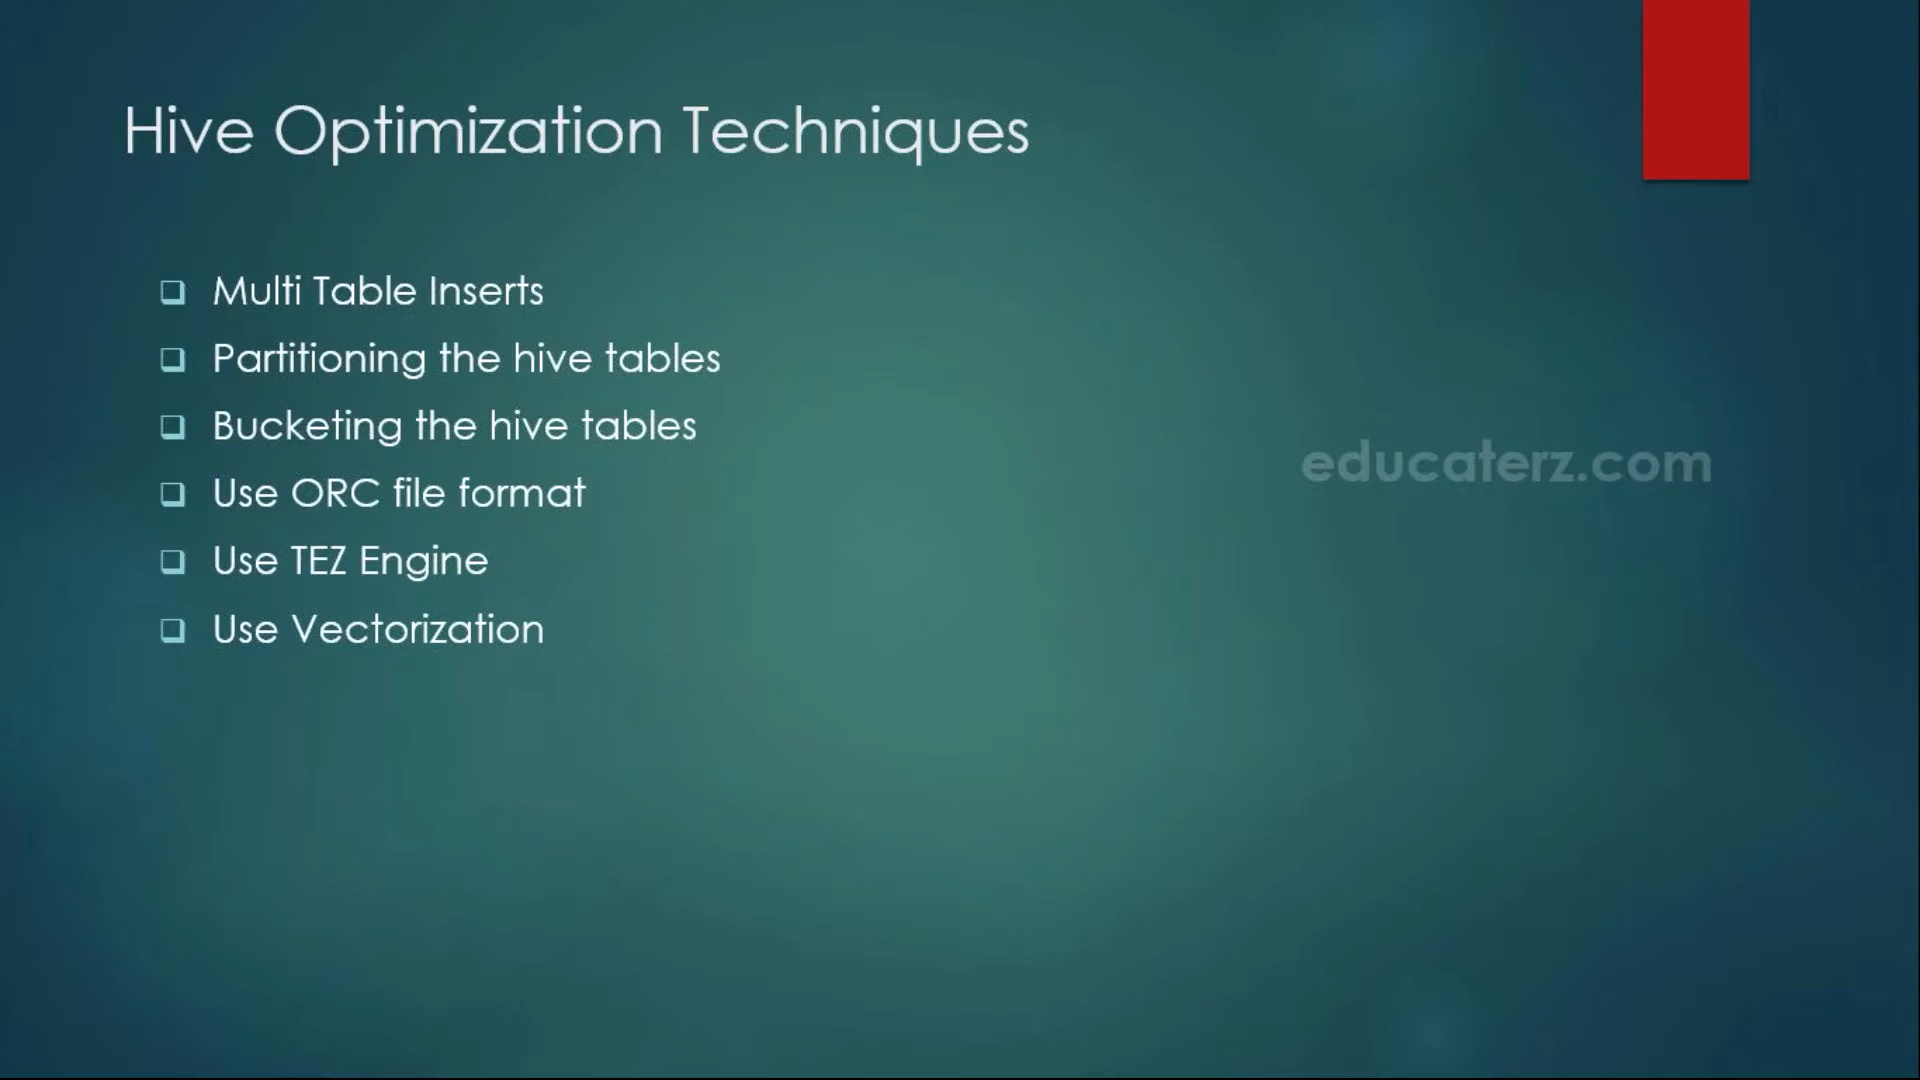 Hive Optimization Techniques
Multi Table Inserts
Partitioning the hive tables
Bucketing the hive tables
educaterz.com
Use ORC file format
Use TEZ Engine
Use Vectorization